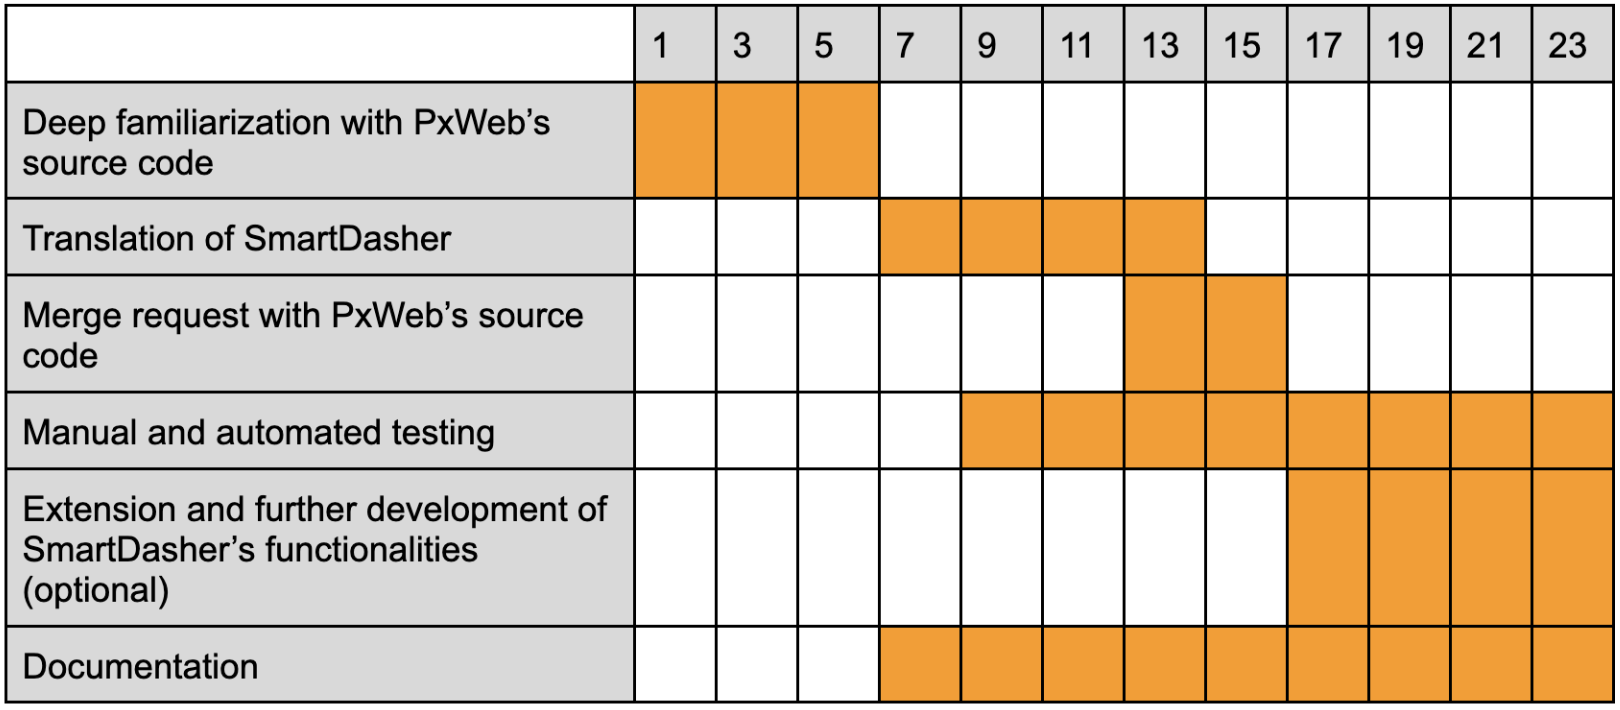 1 3 5 7 9 11 13 15 17 19 21 23
Deep familiarization with PxWeb’s
source code
Translation of SmartDasher
Merge request with PxWeb’s source
code
Manual and automated testing
Extension and further development of
SmartDasher’s functionalities
(optional)
Documentation